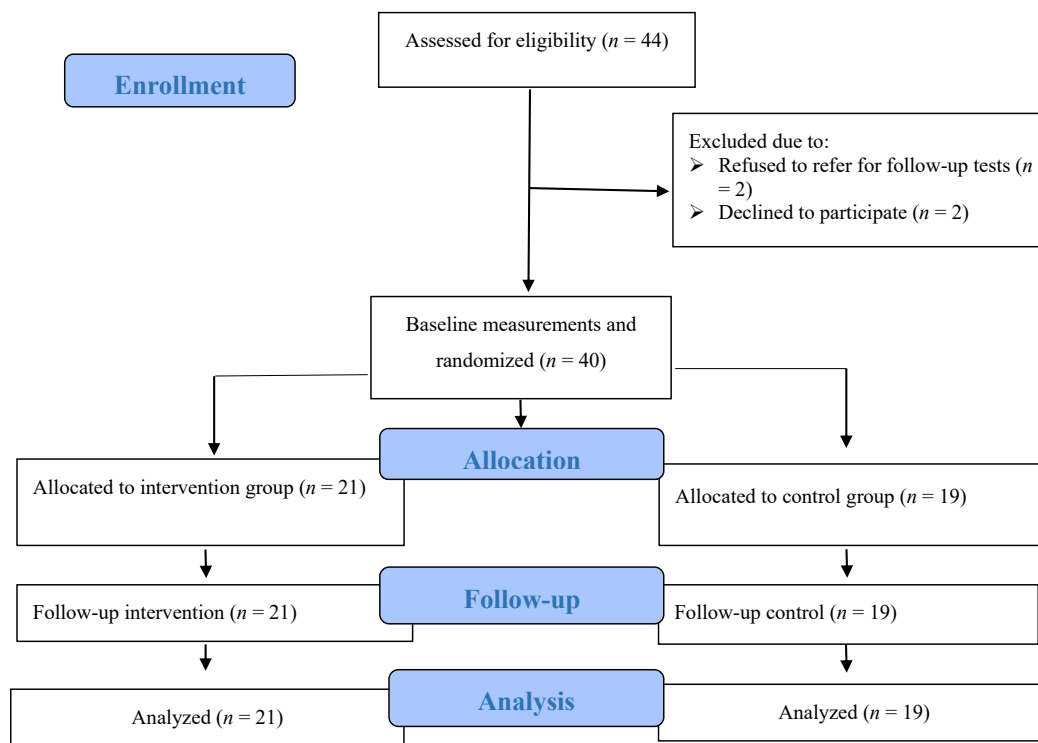 Assessed for eligibility (n = 44)
Enrollment
Excluded due to:
➢ Refused to refer for follow-up tests (n
= 2)
➢ Declined to participate (n = 2)
Baseline measurements and
randomized (n = 40)
Allocation
Allocated to intervention group (n = 21)
Allocated to control group (n = 19)
Follow-up
Follow-up intervention (n = 21)
Follow-up control (n = 19)
Analysis
Analyzed (n = 21)
Analyzed (n = 19)